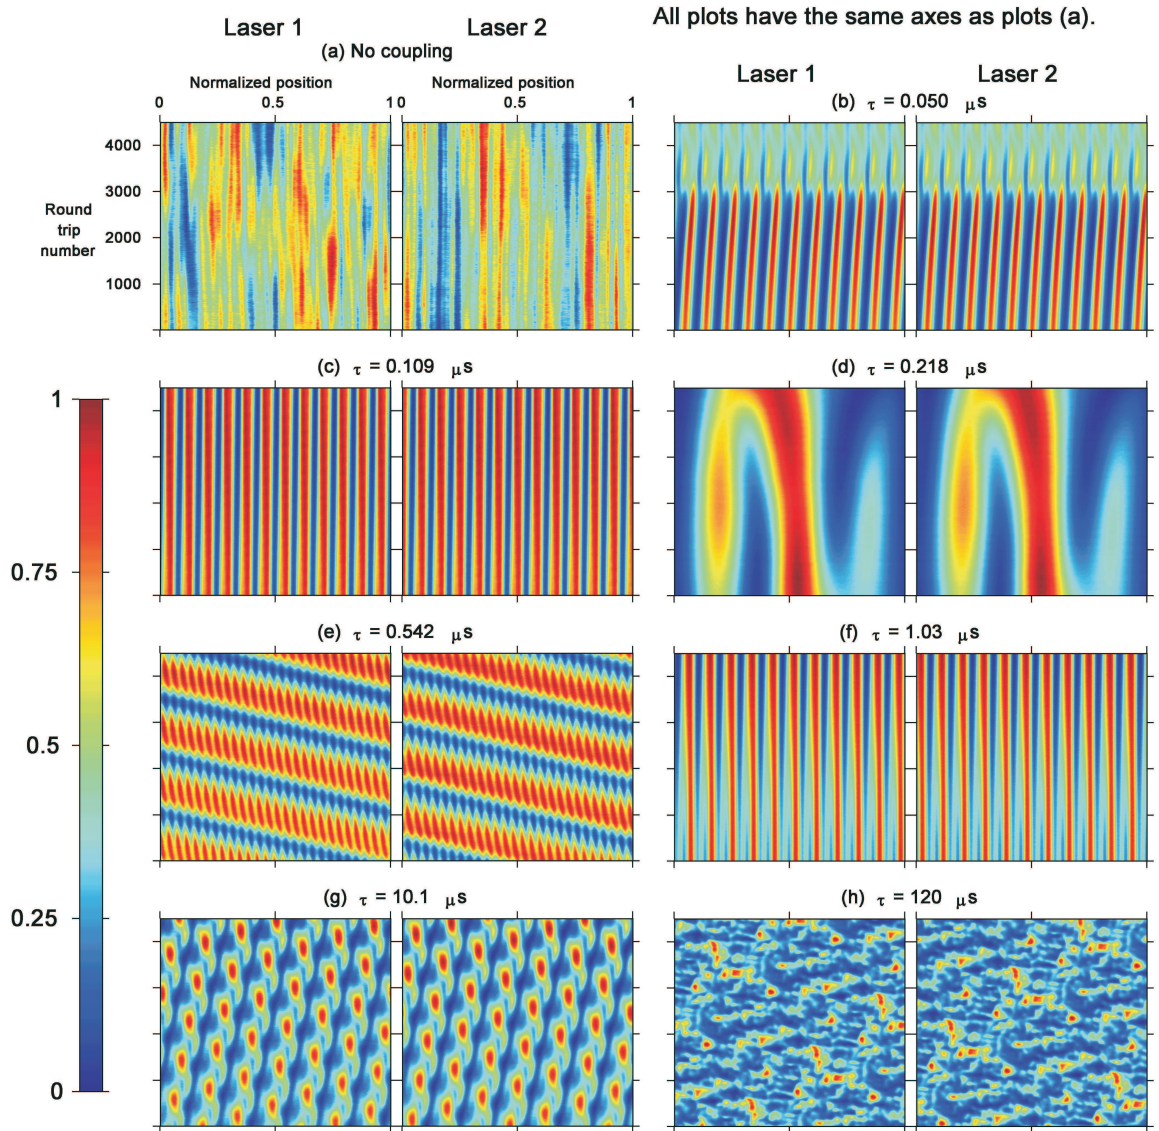 Laser 1 Laser 2
All plots have the same axes as plots (a).
(a) No coupling
Normalized position Normalized position
0 0.5 1 0 0.5 1
4000
3000
Round
trip
number
2000
1000
Laser 1 Laser 2
(b) τ = 0.050 μs
(c) τ = 0.109 μs
(d) τ = 0.218 μs
1
0.75
0.5
0.25
0
(e) τ = 0.542 μs
(f) τ = 1.03 μs
(g) τ = 10.1 μs
(h) τ = 120 μs